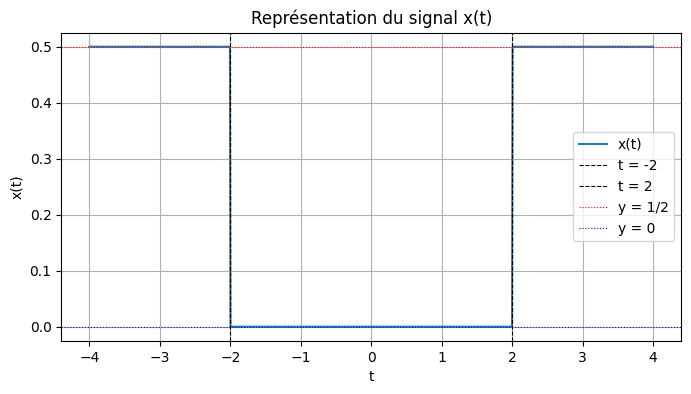 Représentation du signal x(t)
x(t)
0.5
0.4
0.3
0.2
0.1
0.0
−4 −3 −2 −1 0 1 2 3 4
t
x(t)
t = -2
t = 2
y = 1/2
y = 0